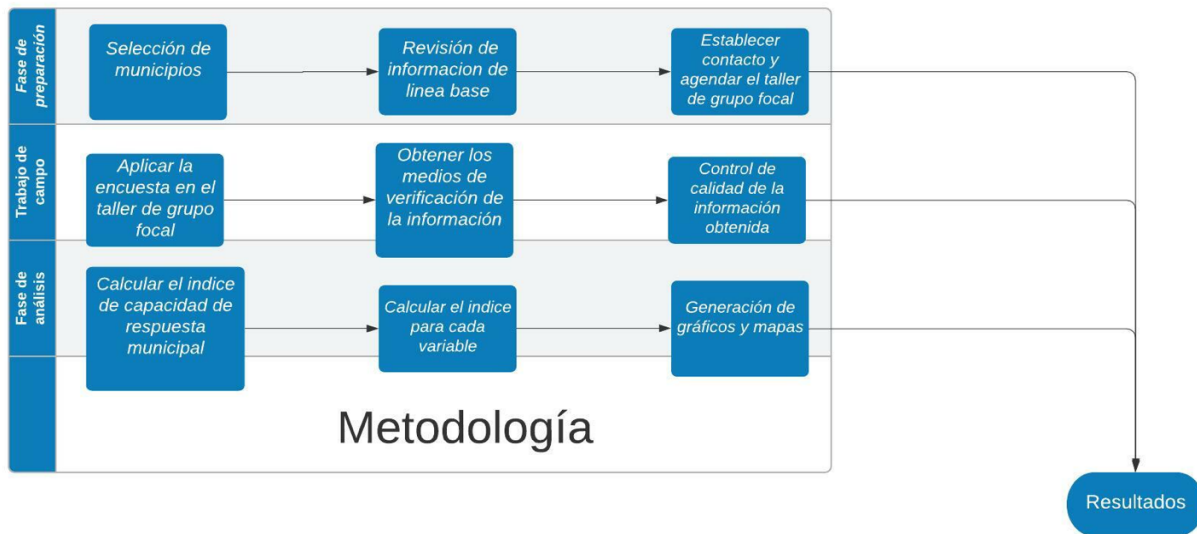 Fase de
preparación
Selección de
municipios
Revisión de
informacion de
linea base
Establecer
contacto y
agendar el taller
de grupo focal
Trabajo de
campo
Aplicar la
encuesta en el
taller de grupo
focal
Obtener los
medios de
verificación de
la información
Control de
calidad de la
información
obtenida
Fase de
análisis
Calcular el indice
de capacidad de
respuesta
municipal
Calcular el indice
para cada
variable
Generación de
gráficos y mapas
Metodología
Resultados